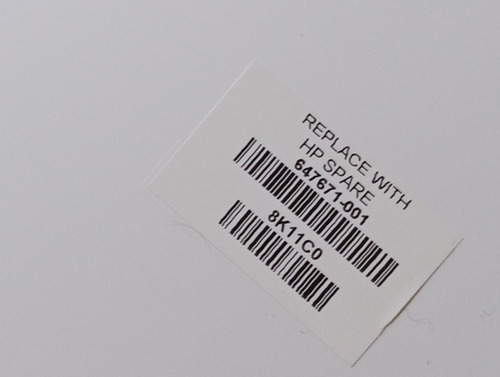 REPLACE WITH
HP SPARE
647671-001
8K11C0